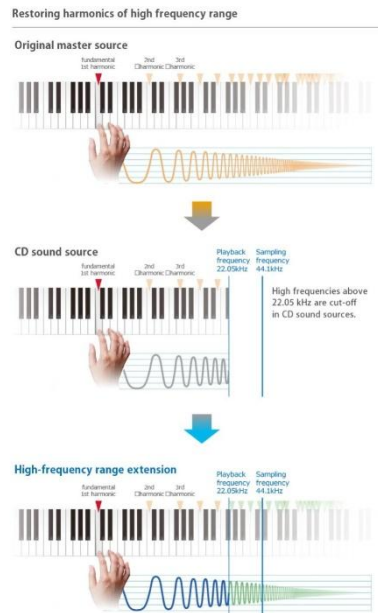 Restoring harmonics of high frequency range
Original master source
fundamental 2nd 3rd
1st harmonic □harmonic □harmonic
CD sound source
Playback Sampling
frequency frequency
22.05kHz 44.1kHz
fundamental 2nd 3rd
1st harmonic □harmonic □harmonic
High frequencies above
22.05 kHz are cut-off
in CD sound sources.
High-frequency range extension
Playback Sampling
frequency frequency
22.05kHz 44.1kHz
fundamental 2nd 3rd
1st harmonic □harmonic □harmonic